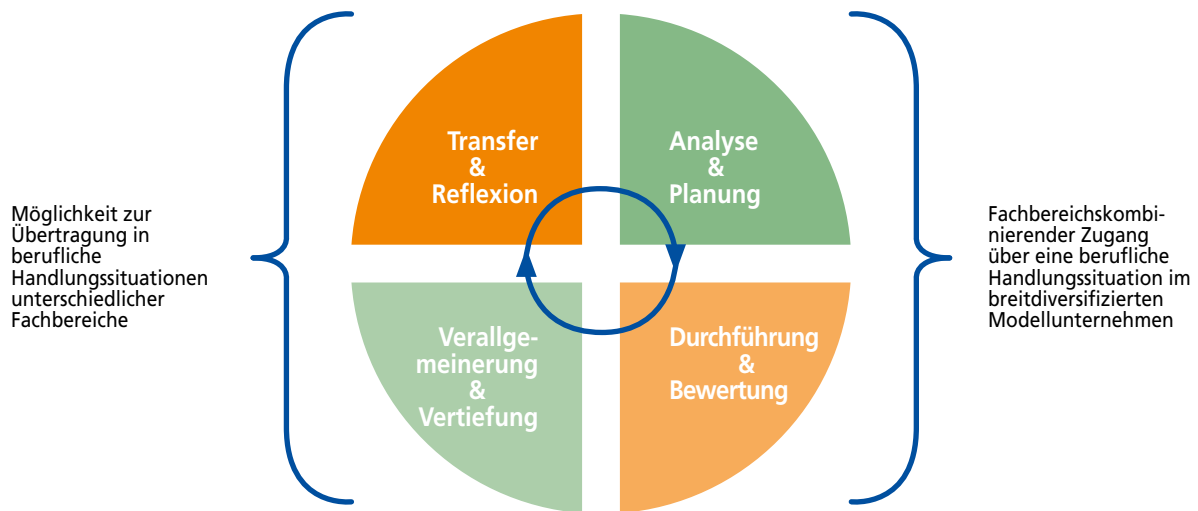 Transfer
&
Reflexion
Analyse
&
Planung
Möglichkeit zur
Übertragung in
berufliche
Handlungssituationen
unterschiedlicher
Fachbereiche
Fachbereichskombi-
nierender Zugang
über eine berufliche
Handlungssituation im
breitdiversifizierten
Modellunternehmen
Verallge-
meinerung
&
Vertiefung
Durchführung
&
Bewertung